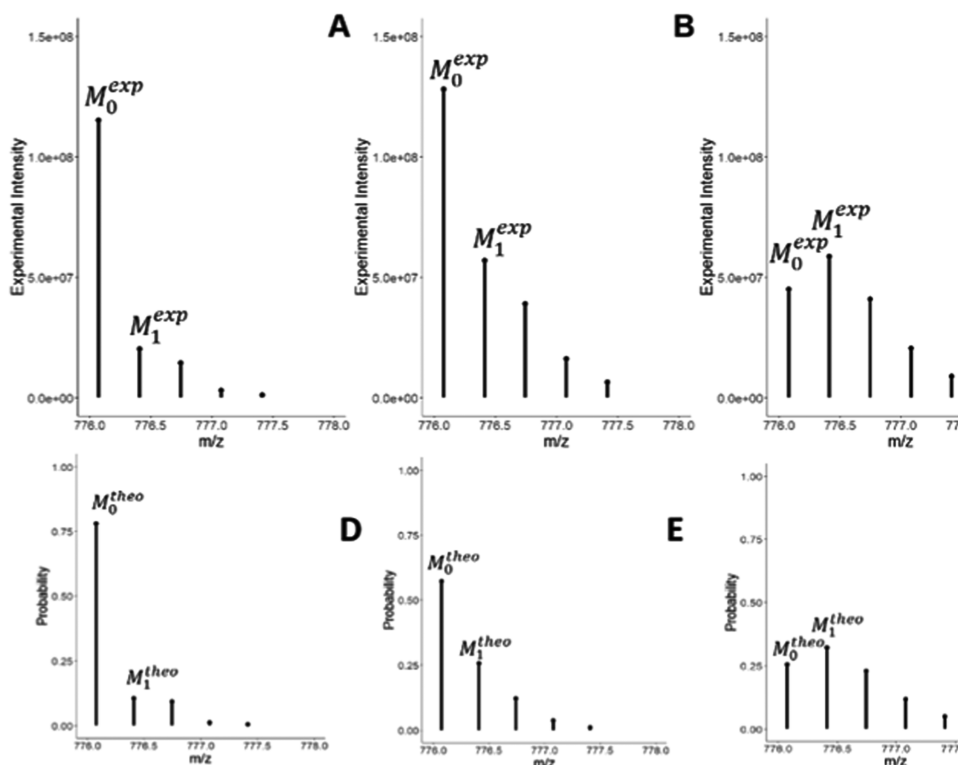 A
B
1.5e+08
1.0e+08
5.0e+07
0.0e+00
Experimental Intensity
M₀ᵉˣᵖ
M₁ᵉˣᵖ
776.0 776.5 777.0 777.5 778.0
m/z
1.5e+08
1.0e+08
5.0e+07
0.0e+00
Experimental Intensity
M₀ᵉˣᵖ
M₁ᵉˣᵖ
776.0 776.5 777.0 777.5 778.0
m/z
1.5e+08
1.0e+08
5.0e+07
0.0e+00
Experimental Intensity
M₀ᵉˣᵖ
M₁ᵉˣᵖ
776.0 776.5 777.0 77
m/z
D
E
1.00
0.75
0.50
0.25
0.00
Probability
M₀ᵗʰᵉᵒ
M₁ᵗʰᵉᵒ
776.0 776.5 777.0 777.5 778.0
m/z
1.00
0.75
0.50
0.25
0.00
Probability
M₀ᵗʰᵉᵒ
M₁ᵗʰᵉᵒ
776.0 776.5 777.0 777.5 778.0
m/z
1.00
0.75
0.50
0.25
0.00
Probability
M₀ᵗʰᵉᵒ
M₁ᵗʰᵉᵒ
776.0 776.5 777.0 77
m/z